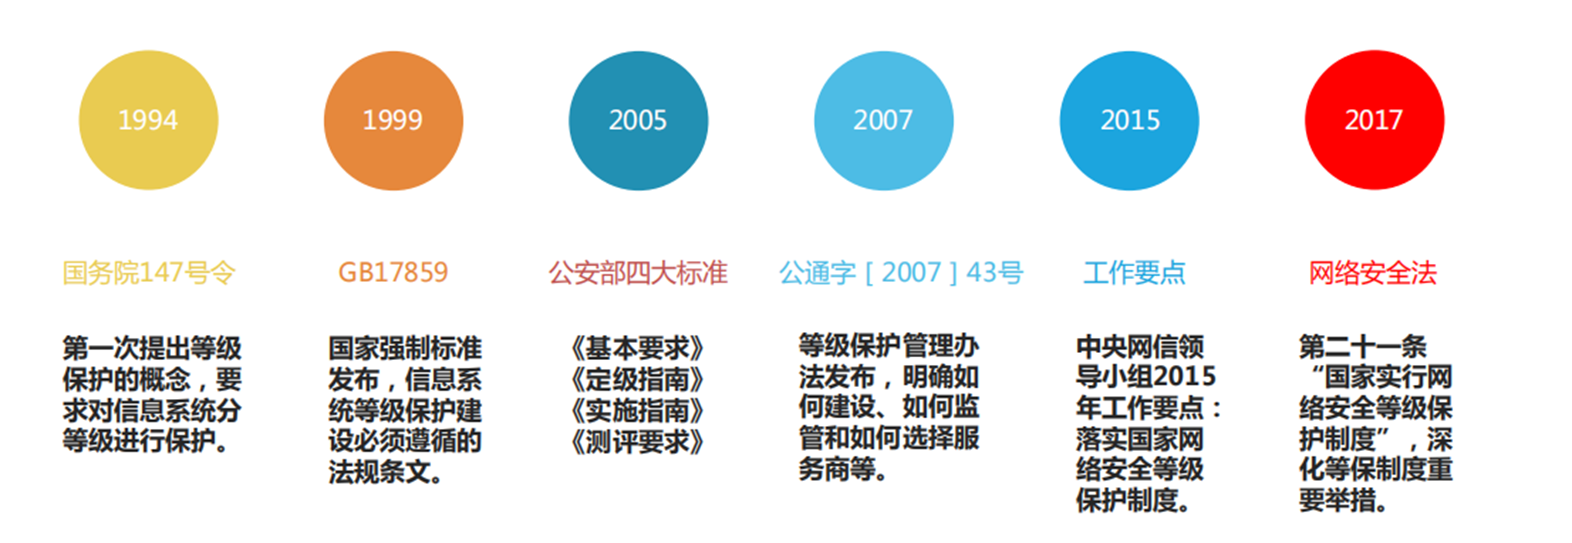 1994
1999
2005
2007
2015
2017
国务院147号令
GB17859
公安部四大标准
公通字［2007］43号
工作要点
网络安全法
第一次提出等级
保护的概念，要
求对信息系统分
等级进行保护。
国家强制标准
发布，信息系
统等级保护建
设必须遵循的
法规条文。
《基本要求》
《定级指南》
《实施指南》
《测评要求》
等级保护管理办
法发布，明确如
何建设、如何监
管和如何选择服
务商等。
中央网信领
导小组2015
年工作要点：
落实国家网
络安全等级
保护制度。
第二十一条
“国家实行网
络安全等级保
护制度”，深
化等保制度重
要举措。